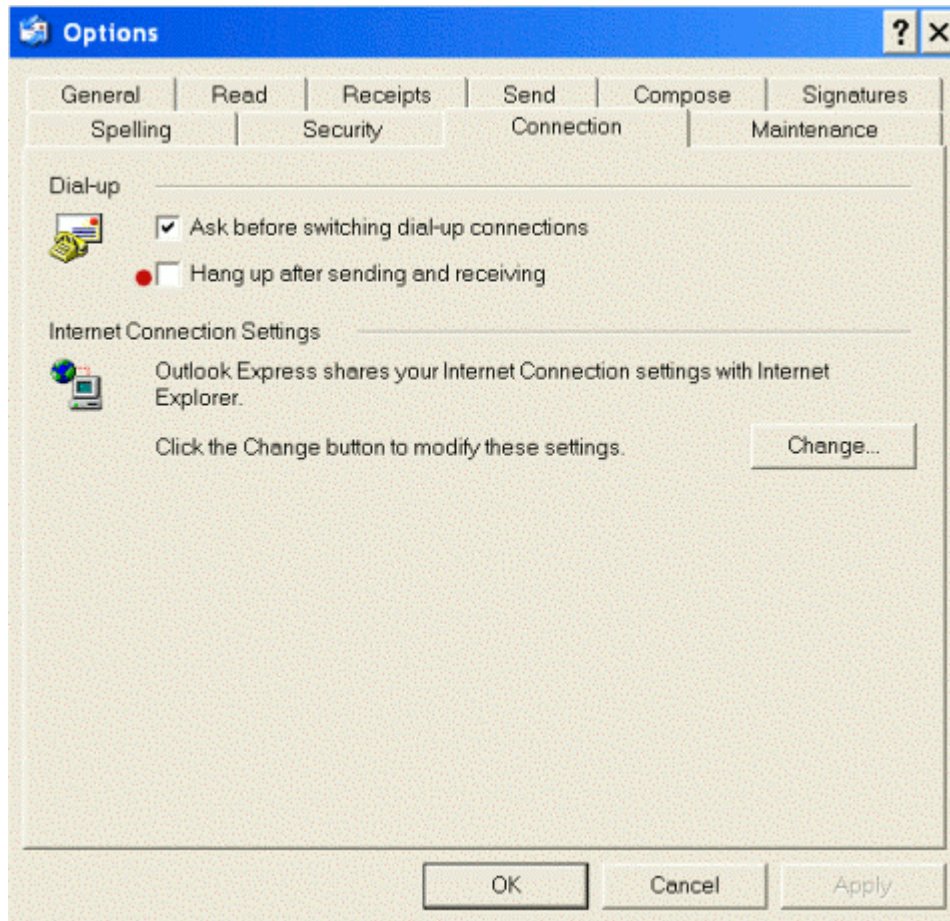 Options
General Read Receipts Send Compose Signatures
Spelling Security Connection Maintenance
Dial-up
Ask before switching dial-up connections
Hang up after sending and receiving
Internet Connection Settings
Outlook Express shares your Internet Connection settings with Internet
Explorer.
Click the Change button to modify these settings. Change...
OK Cancel Apply